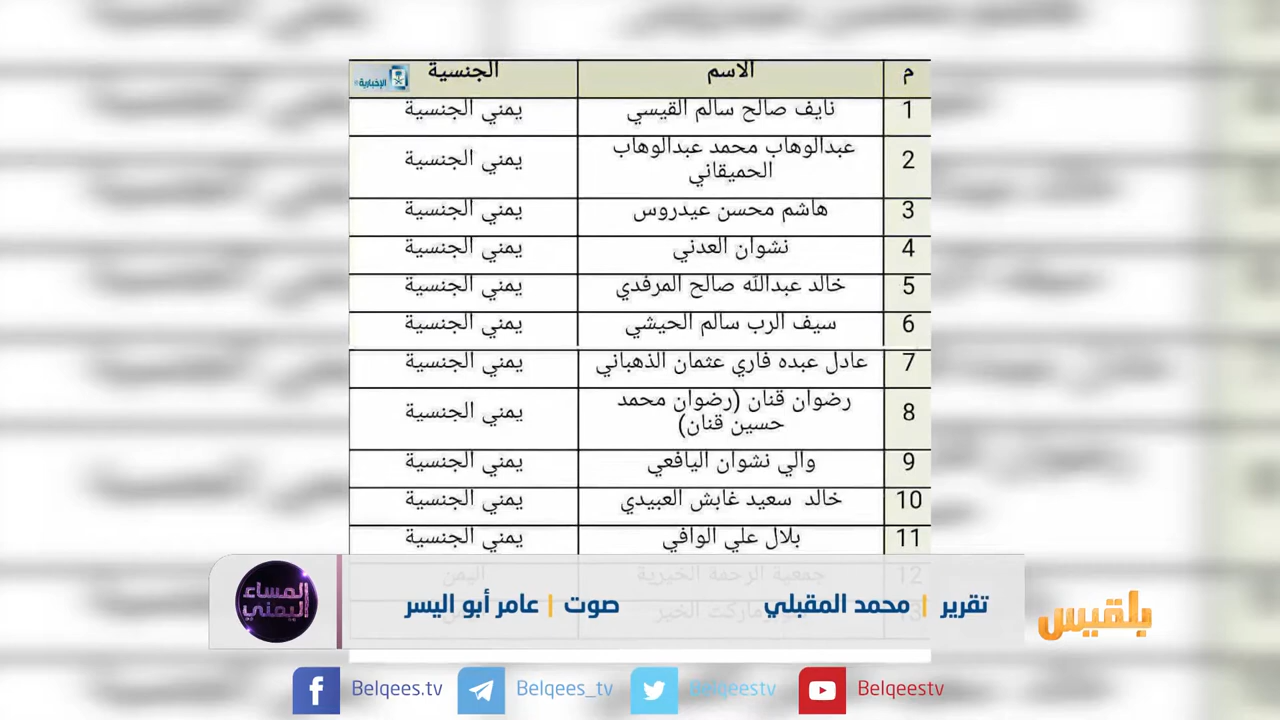 م الاسم الجنسية
الإخبارية
1 نايف صالح سالم القيسي يمني الجنسية
2 عبدالوهاب محمد عبدالوهاب
الحميقاني يمني الجنسية
3 هاشم محسن عيدروس يمني الجنسية
4 نشوان العدني يمني الجنسية
5 خالد عبدالله صالح المرفدي يمني الجنسية
6 سيف الرب سالم الحيشي يمني الجنسية
7 عادل عبده فاري عثمان الذهباني يمني الجنسية
8 رضوان قنان (رضوان محمد
حسين قنان) يمني الجنسية
9 والي نشوان اليافعي يمني الجنسية
10 خالد سعيد غابش العبيدي يمني الجنسية
11 بلال علي الوافي يمني الجنسية
12 جمعية الرحمة الخيرية اليمن
13 ماركت الخير
تقرير | محمد المقبلي صوت | عامر أبو اليسر
المساء
اليمني
بلقيس
Belqees.tv Belqees_tv Belqeestv Belqeestv